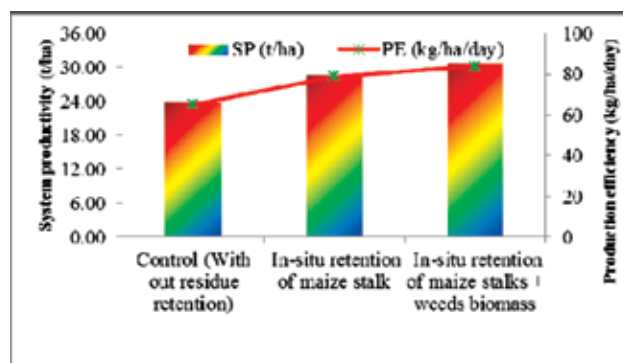 36.00
30.00
24.00
18.00
12.00
6.00
0.00
System productivity (t/ha)
SP (t/ha)
PE (kg/ha/day)
100
80
60
40
20
0
Production efficiency (kg/ha/day)
Control (With
out residue
retention)
In-situ retention
of maize stalk
In-situ retention
of maize stalks +
weeds biomass